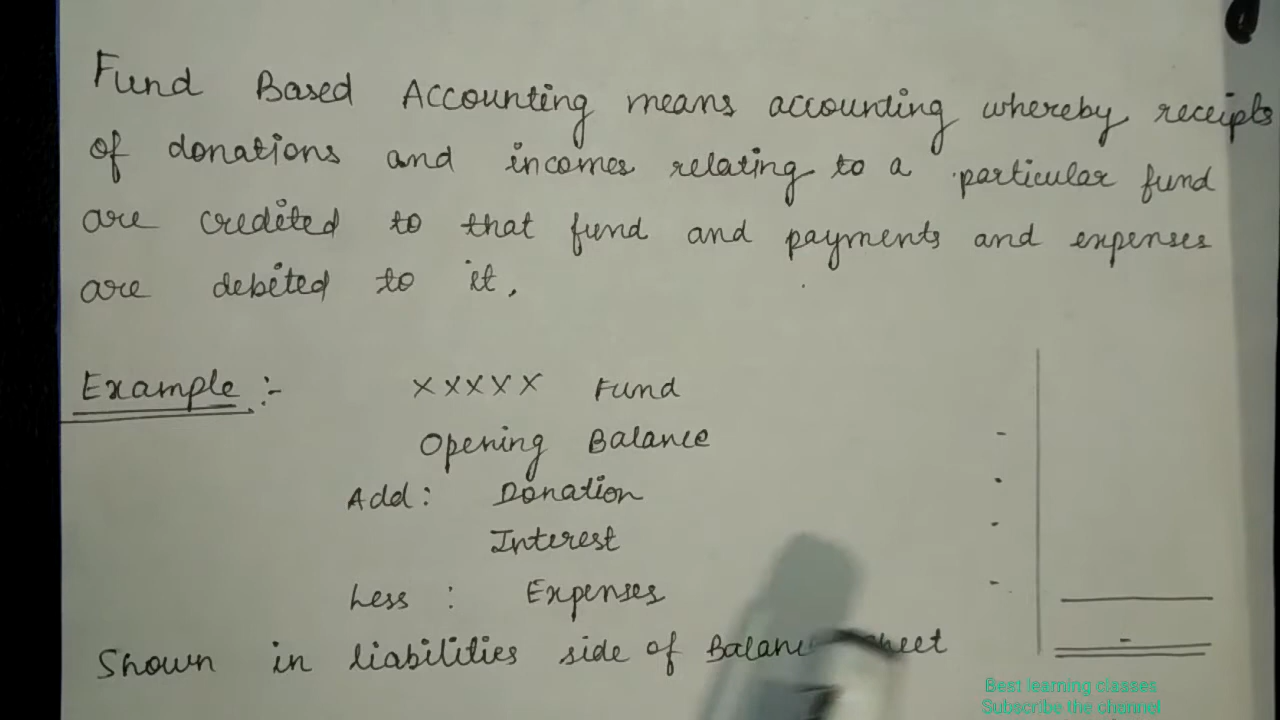 Fund Based Accounting means accounting whereby receipts
of donations and incomes relating to a particular fund
are credited to that fund and payments and expenses
are debited to it.
Example :-
××××× Fund
Opening Balance -
Add: Donation -
Interest -
Less : Expenses -
-
Shown in liabilities side of Balance sheet
Best learning classes
Subscribe the channel